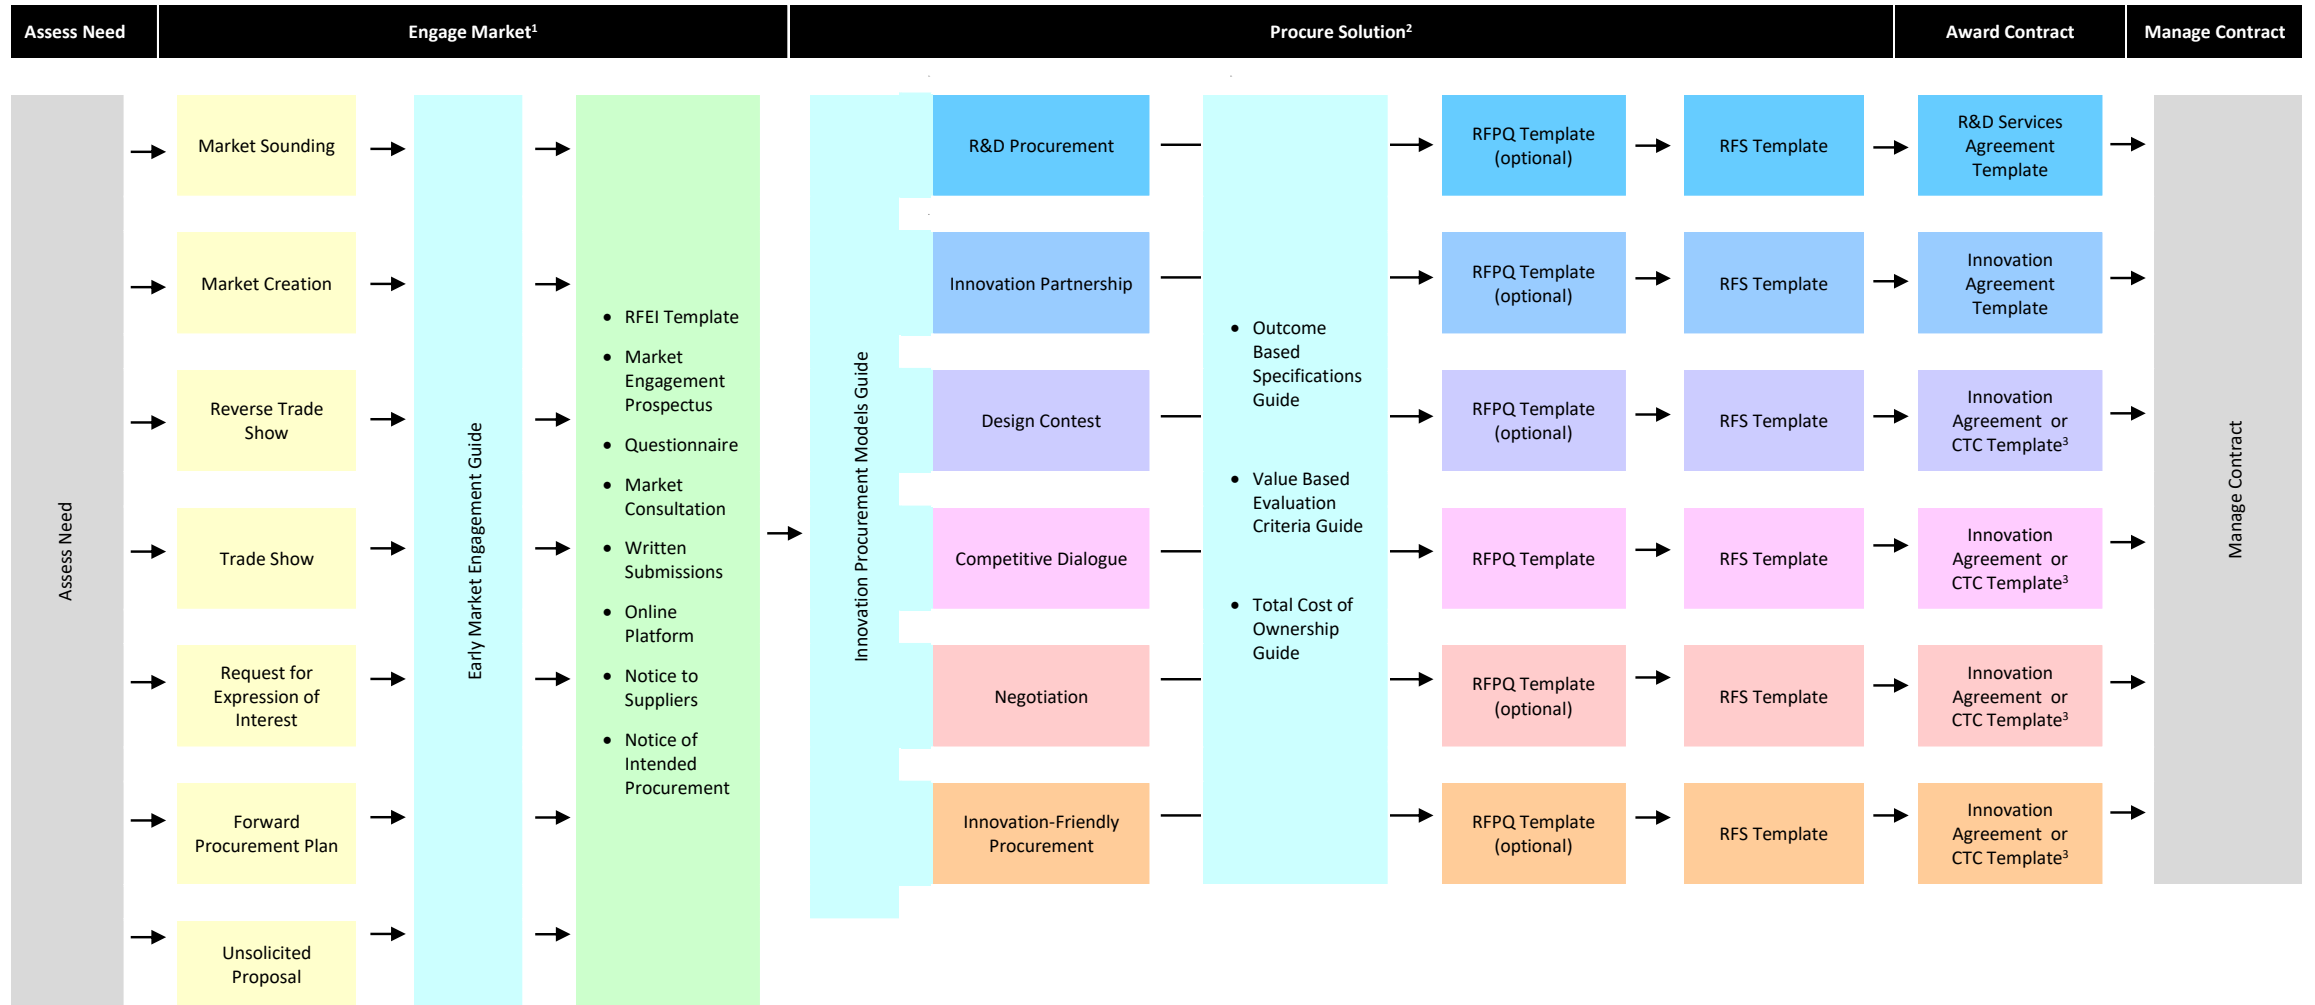 Assess Need
Engage Market1
Procure Solution2
Award Contract
Manage Contract
Assess Need
Market Sounding
Market Creation
Reverse Trade
Show
Trade Show
Request for
Expression of
Interest
Forward
Procurement Plan
Unsolicited
Proposal
Early Market Engagement Guide
• RFEI Template
• Market
Engagement
Prospectus
• Questionnaire
• Market
Consultation
• Written
Submissions
• Online
Platform
• Notice to
Suppliers
• Notice of
Intended
Procurement
Innovation Procurement Models Guide
R&D Procurement
Innovation Partnership
Design Contest
Competitive Dialogue
Negotiation
Innovation-Friendly
Procurement
• Outcome
Based
Specifications
Guide
• Value Based
Evaluation
Criteria Guide
• Total Cost of
Ownership
Guide
RFPQ Template
(optional)
RFPQ Template
(optional)
RFPQ Template
(optional)
RFPQ Template
RFPQ Template
(optional)
RFPQ Template
(optional)
RFS Template
RFS Template
RFS Template
RFS Template
RFS Template
RFS Template
R&D Services
Agreement
Template
Innovation
Agreement
Template
Innovation
Agreement or
CTC Template3
Innovation
Agreement or
CTC Template3
Innovation
Agreement or
CTC Template3
Innovation
Agreement or
CTC Template3
Manage Contract